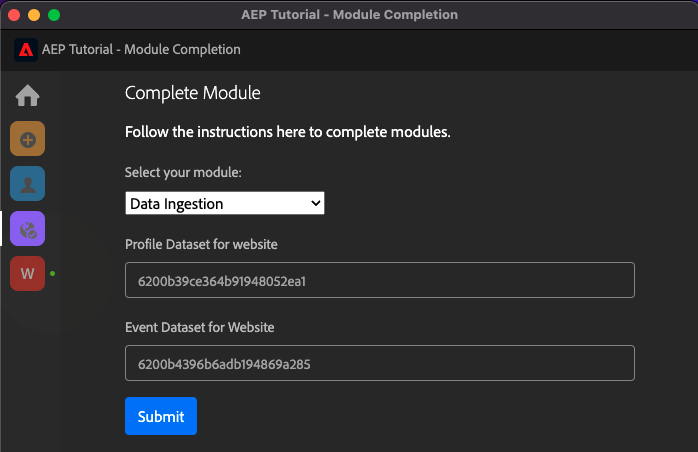 AEP Tutorial - Module Completion
AEP Tutorial - Module Completion
Complete Module
Follow the instructions here to complete modules.
Select your module:
Data Ingestion
Profile Dataset for website
6200b39ce364b91948052ea1
W
Event Dataset for Website
6200b4396b6adb194869a285
Submit